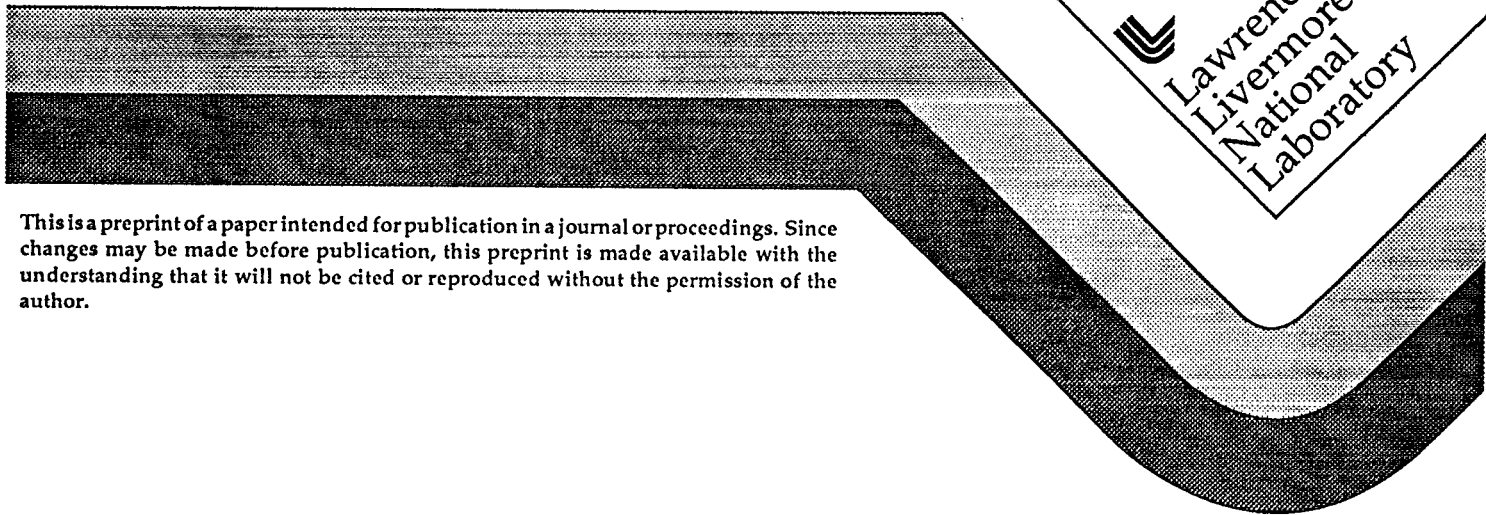 Lawrence
Livermore
National
Laboratory
This is a preprint of a paper intended for publication in a journal or proceedings. Since
changes may be made before publication, this preprint is made available with the
understanding that it will not be cited or reproduced without the permission of the
author.